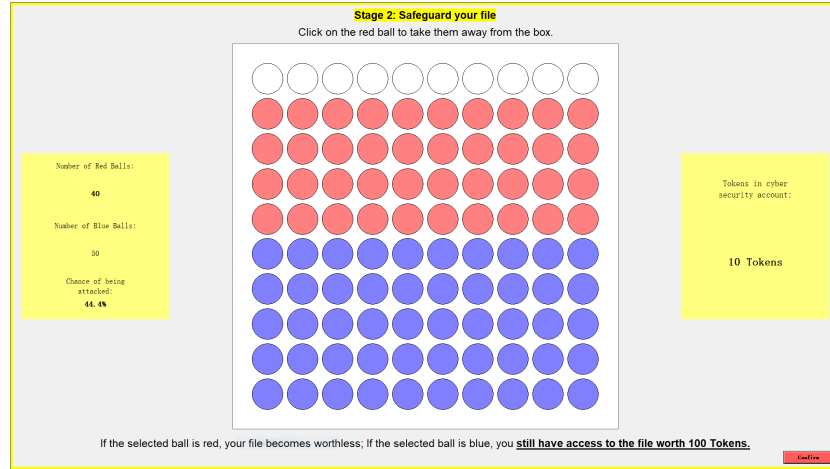 Stage 2: Safeguard your file
Click on the red ball to take them away from the box.
Number of Red Balls:
40
Number of Blue Balls:
50
Chance of being
attacked:
44.4%
Tokens in cyber
security account:
10 Tokens
If the selected ball is red, your file becomes worthless; If the selected ball is blue, you still have access to the file worth 100 Tokens.
Confirm